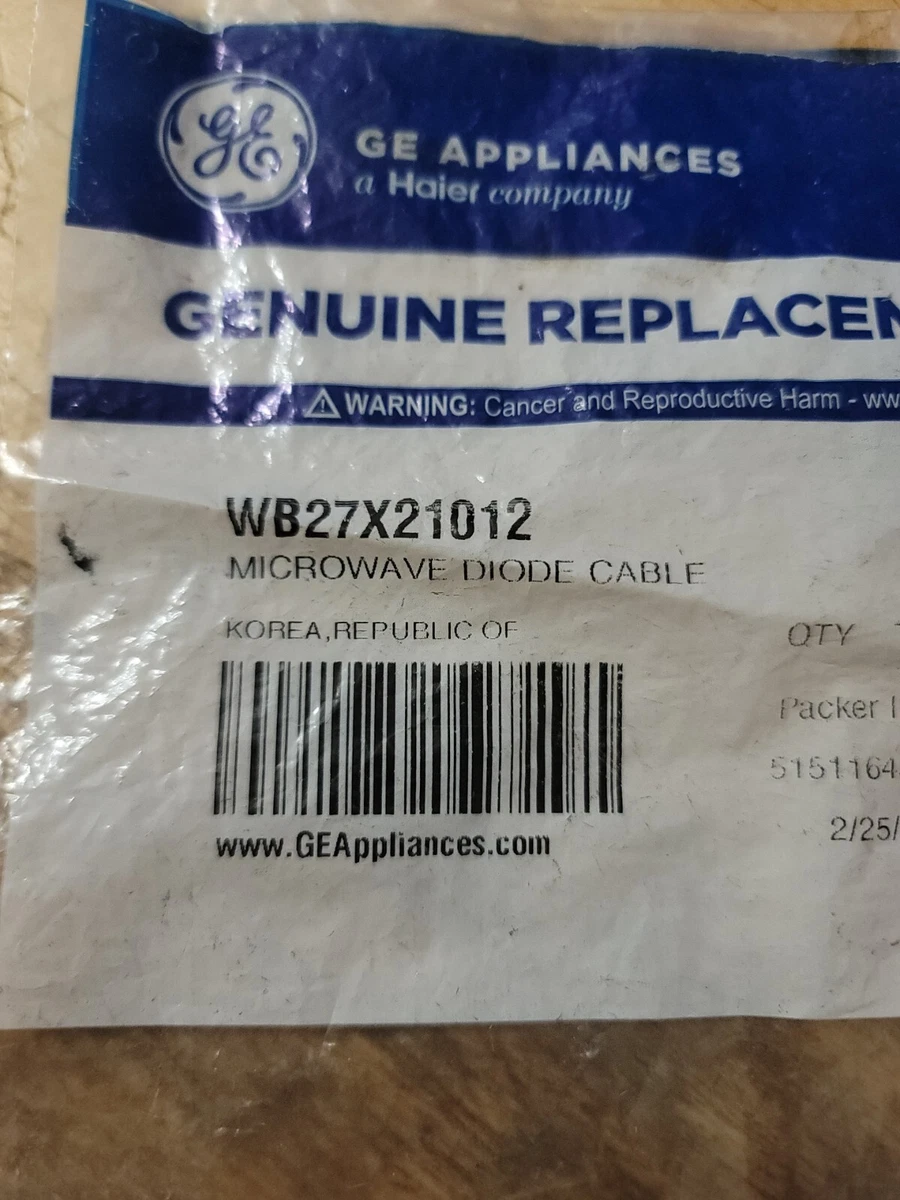 GE
GE APPLIANCES
a Haier company
GENUINE REPLACEN
WARNING: Cancer and Reproductive Harm - ww
WB27X21012
MICROWAVE DIODE CABLE
KOREA,REPUBLIC OF
QTY
Packer I
5151164
www.GEAppliances.com
2/25/